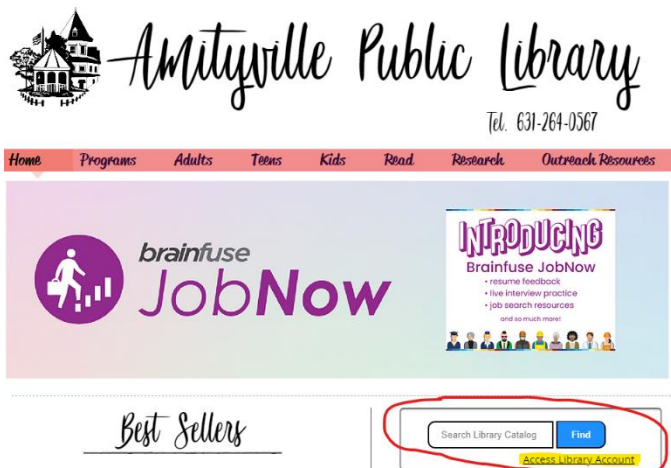 Amityville Public Library
Tel. 631-264-0567
Home Programs Adults Teens Kids Read Research Outreach Resources
brainfuse
JobNow
INTRODUCING
Brainfuse JobNow
• resume feedback
• live interview practice
• job search resources
and so much more!
Best Sellers
Search Library Catalog Find
Access Library Account